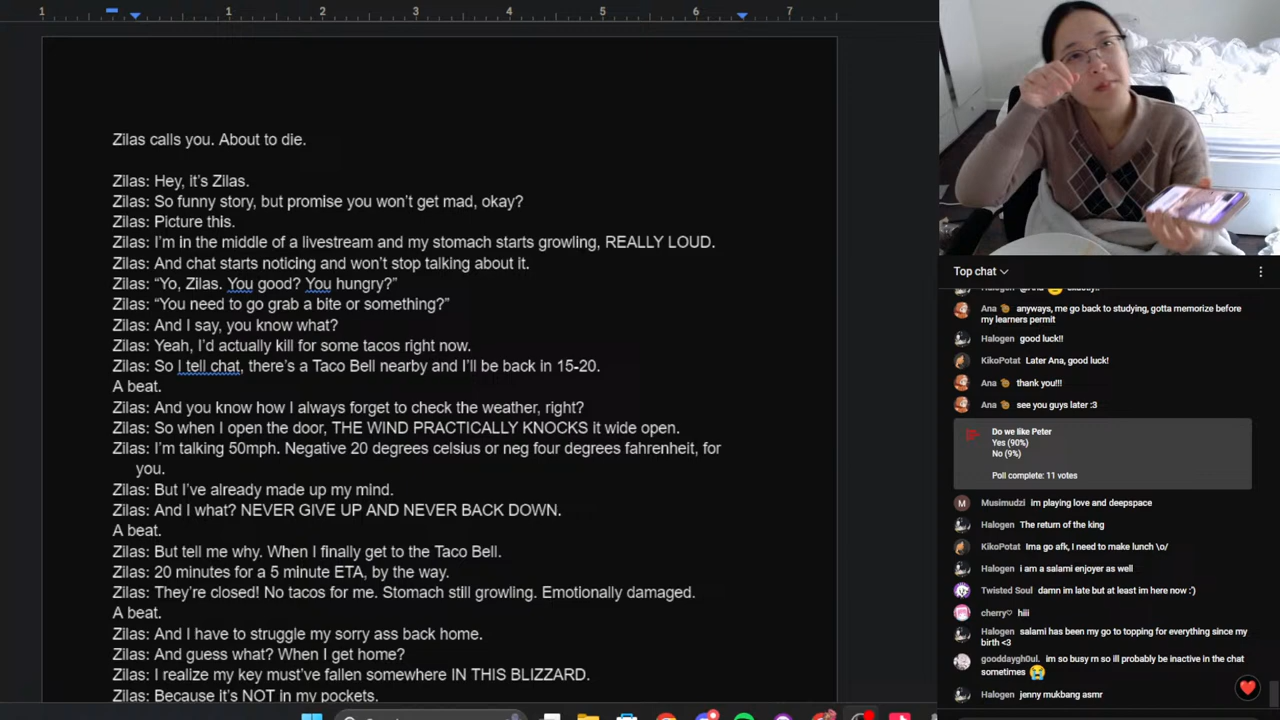 1 1 2 3 4 5 6 7
Zilas calls you. About to die.
Zilas: Hey, it's Zilas.
Zilas: So funny story, but promise you won't get mad, okay?
Zilas: Picture this.
Zilas: I'm in the middle of a livestream and my stomach starts growling, REALLY LOUD.
Zilas: And chat starts noticing and won't stop talking about it.
Zilas: “Yo, Zilas. You good? You hungry?”
Zilas: “You need to go grab a bite or something?”
Zilas: And I say, you know what?
Zilas: Yeah, I'd actually kill for some tacos right now.
Zilas: So I tell chat, there's a Taco Bell nearby and I'll be back in 15-20.
A beat.
Zilas: And you know how I always forget to check the weather, right?
Zilas: So when I open the door, THE WIND PRACTICALLY KNOCKS it wide open.
Zilas: I'm talking 50mph. Negative 20 degrees celsius or neg four degrees fahrenheit, for
you.
Zilas: But I've already made up my mind.
Zilas: And I what? NEVER GIVE UP AND NEVER BACK DOWN.
A beat.
Zilas: But tell me why. When I finally get to the Taco Bell.
Zilas: 20 minutes for a 5 minute ETA, by the way.
Zilas: They're closed! No tacos for me. Stomach still growling. Emotionally damaged.
A beat.
Zilas: And I have to struggle my sorry ass back home.
Zilas: And guess what? When I get home?
Zilas: I realize my key must've fallen somewhere IN THIS BLIZZARD.
Zilas: Because it's NOT in my pockets.
Top chat
Ana anyways, me go back to studying, gotta memorize before
my learners permit
Halogen good luck!!
KikoPotat Later Ana, good luck!
Ana thank you!!!
Ana see you guys later :3
Do we like Peter
Yes (90%)
No (9%)
Poll complete: 11 votes
M Musimudzi im playing love and deepspace
Halogen The return of the king
KikoPotat Ima go afk, I need to make lunch \o/
Halogen i am a salami enjoyer as well
Twisted Soul damn im late but at least im here now :')
cherry♡ hiii
Halogen salami has been my go to topping for everything since my
birth <3
gooddaygh0ul. im so busy rn so ill probably be inactive in the chat
sometimes 😭
Halogen jenny mukbang asmr